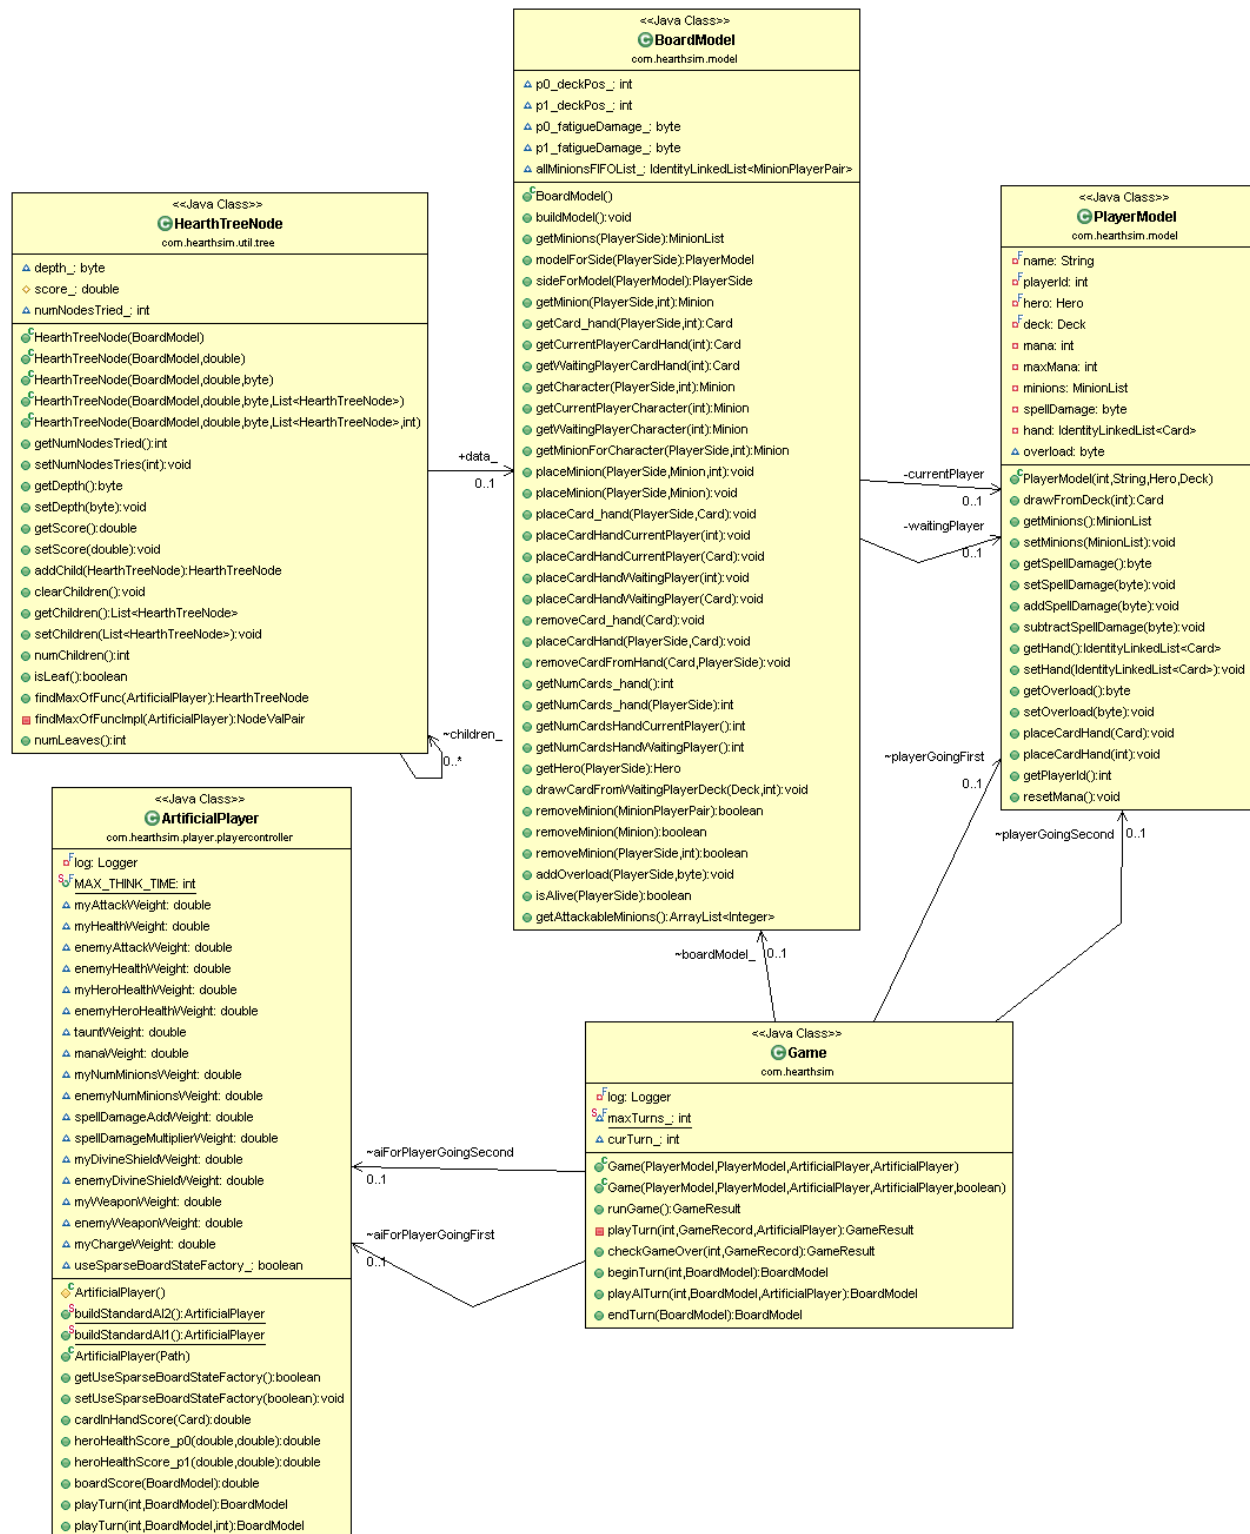 <<Java Class>>
BoardModel
com.hearthsim.model
p0_deckPos_: int
p1_deckPos_: int
p0_fatigueDamage_: byte
p1_fatigueDamage_: byte
allMinionsFIFOList_: IdentityLinkedList<MinionPlayerPair>
BoardModel()
buildModel():void
getMinions(PlayerSide):MinionList
modelForSide(PlayerSide):PlayerModel
sideForModel(PlayerModel):PlayerSide
getMinion(PlayerSide,int):Minion
getCard_hand(PlayerSide,int):Card
getCurrentPlayerCardHand(int):Card
getWaitingPlayerCardHand(int):Card
getCharacter(PlayerSide,int):Minion
getCurrentPlayerCharacter(int):Minion
getWaitingPlayerCharacter(int):Minion
getMinionForCharacter(PlayerSide,int):Minion
placeMinion(PlayerSide,Minion,int):void
placeMinion(PlayerSide,Minion):void
placeCard_hand(PlayerSide,Card):void
placeCardHandCurrentPlayer(int):void
placeCardHandCurrentPlayer(Card):void
placeCardHandWaitingPlayer(int):void
placeCardHandWaitingPlayer(Card):void
removeCard_hand(Card):void
placeCardHand(PlayerSide,Card):void
removeCardFromHand(Card,PlayerSide):void
getNumCards_hand():int
getNumCards_hand(PlayerSide):int
getNumCardsHandCurrentPlayer():int
getNumCardsHandWaitingPlayer():int
getHero(PlayerSide):Hero
drawCardFromWaitingPlayerDeck(Deck,int):void
removeMinion(MinionPlayerPair):boolean
removeMinion(Minion):boolean
removeMinion(PlayerSide,int):boolean
addOverload(PlayerSide,byte):void
isAlive(PlayerSide):boolean
getAttackableMinions():ArrayList<Integer>
<<Java Class>>
HearthTreeNode
com.hearthsim.util.tree
depth_: byte
score_: double
numNodesTried_: int
HearthTreeNode(BoardModel)
HearthTreeNode(BoardModel,double)
HearthTreeNode(BoardModel,double,byte)
HearthTreeNode(BoardModel,double,byte,List<HearthTreeNode>)
HearthTreeNode(BoardModel,double,byte,List<HearthTreeNode>,int)
getNumNodesTried():int
setNumNodesTries(int):void
getDepth():byte
setDepth(byte):void
getScore():double
setScore(double):void
addChild(HearthTreeNode):HearthTreeNode
clearChildren():void
getChildren():List<HearthTreeNode>
setChildren(List<HearthTreeNode>):void
numChildren():int
isLeaf():boolean
findMaxOfFunc(ArtificialPlayer):HearthTreeNode
findMaxOfFuncImpl(ArtificialPlayer):NodeValPair
numLeaves():int
+data_
0..1
~children_
0..*
<<Java Class>>
PlayerModel
com.hearthsim.model
name: String
playerId: int
hero: Hero
deck: Deck
mana: int
maxMana: int
minions: MinionList
spellDamage: byte
hand: IdentityLinkedList<Card>
overload: byte
PlayerModel(int,String,Hero,Deck)
drawFromDeck(int):Card
getMinions():MinionList
setMinions(MinionList):void
getSpellDamage():byte
setSpellDamage(byte):void
addSpellDamage(byte):void
subtractSpellDamage(byte):void
getHand():IdentityLinkedList<Card>
setHand(IdentityLinkedList<Card>):void
getOverload():byte
setOverload(byte):void
placeCardHand(Card):void
placeCardHand(int):void
getPlayerId():int
resetMana():void
-currentPlayer
0..1
-waitingPlayer
0..1
~playerGoingFirst
0..1
~playerGoingSecond
0..1
~boardModel_
0..1
<<Java Class>>
ArtificialPlayer
com.hearthsim.player.playercontroller
log: Logger
MAX_THINK_TIME: int
myAttackWeight: double
myHealthWeight: double
enemyAttackWeight: double
enemyHealthWeight: double
myHeroHealthWeight: double
enemyHeroHealthWeight: double
tauntWeight: double
manaWeight: double
myNumMinionsWeight: double
enemyNumMinionsWeight: double
spellDamageAddWeight: double
spellDamageMultiplierWeight: double
myDivineShieldWeight: double
enemyDivineShieldWeight: double
myWeaponWeight: double
enemyWeaponWeight: double
myChargeWeight: double
useSparseBoardStateFactory_: boolean
ArtificialPlayer()
buildStandardAI2():ArtificialPlayer
buildStandardAI1():ArtificialPlayer
ArtificialPlayer(Path)
getUseSparseBoardStateFactory():boolean
setUseSparseBoardStateFactory(boolean):void
cardInHandScore(Card):double
heroHealthScore_p0(double,double):double
heroHealthScore_p1(double,double):double
boardScore(BoardModel):double
playTurn(int,BoardModel):BoardModel
playTurn(int,BoardModel,int):BoardModel
~aiForPlayerGoingSecond
0..1
~aiForPlayerGoingFirst
0..1
<<Java Class>>
Game
com.hearthsim
log: Logger
maxTurns_: int
curTurn_: int
Game(PlayerModel,PlayerModel,ArtificialPlayer,ArtificialPlayer)
Game(PlayerModel,PlayerModel,ArtificialPlayer,ArtificialPlayer,boolean)
runGame():GameResult
playTurn(int,GameRecord,ArtificialPlayer):GameResult
checkGameOver(int,GameRecord):GameResult
beginTurn(int,BoardModel):BoardModel
playAITurn(int,BoardModel,ArtificialPlayer):BoardModel
endTurn(BoardModel):BoardModel